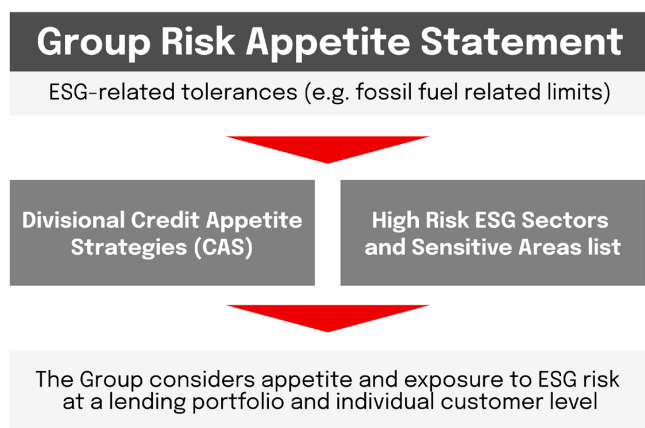 Group Risk Appetite Statement
ESG-related tolerances (e.g. fossil fuel related limits)
Divisional Credit Appetite
Strategies (CAS)
High Risk ESG Sectors
and Sensitive Areas list
The Group considers appetite and exposure to ESG risk
at a lending portfolio and individual customer level